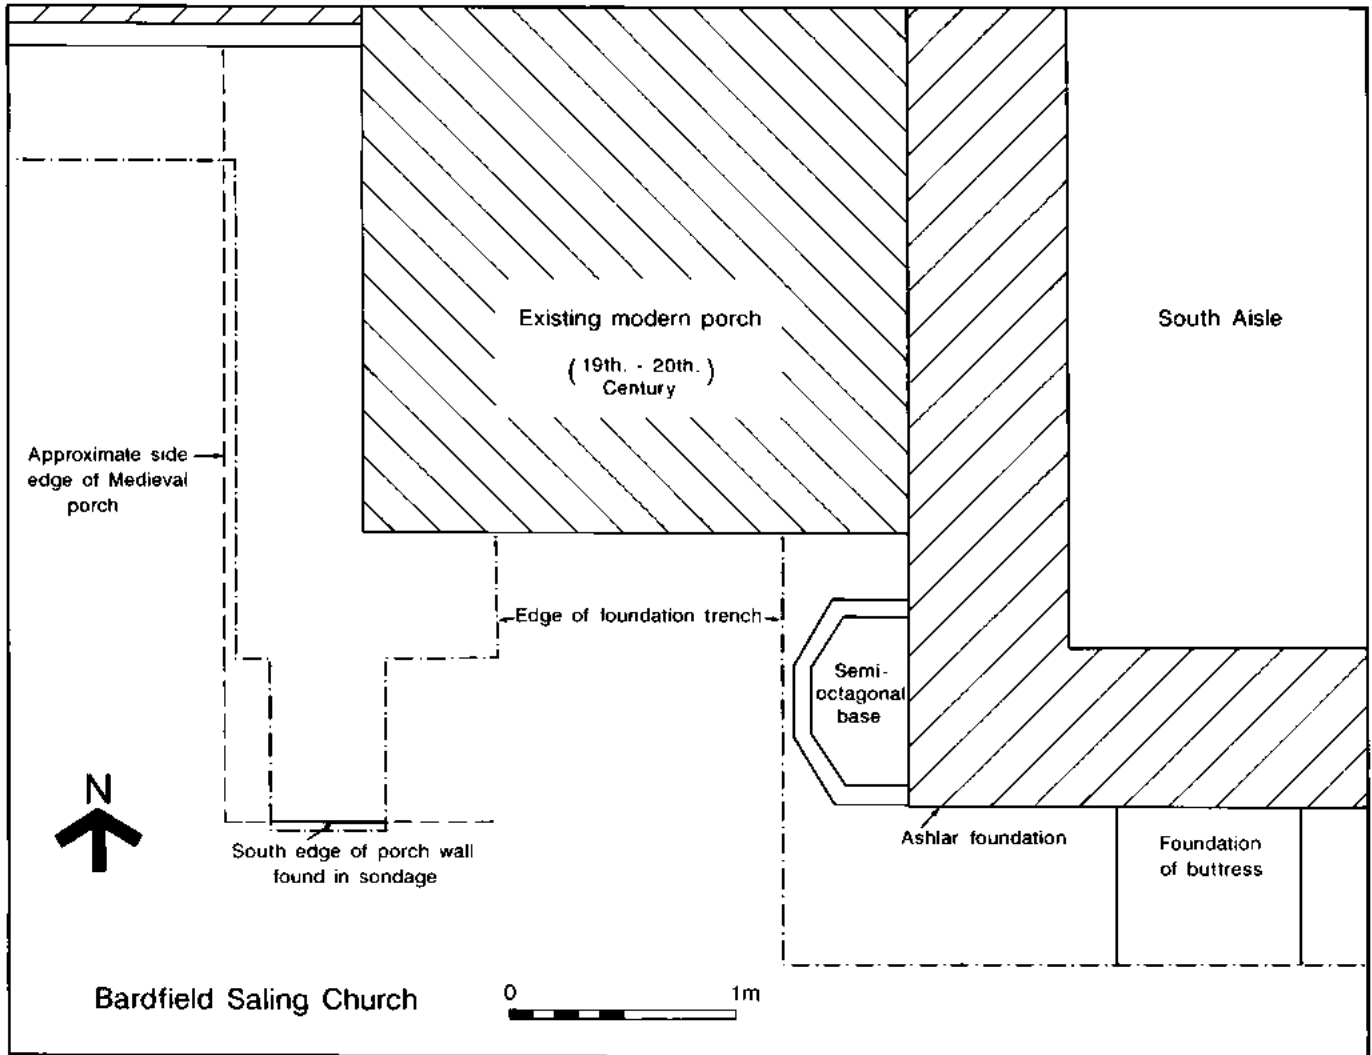 Existing modern porch
( 19th. - 20th. )
Century
South Aisle
Approximate side
edge of Medieval
porch
Edge of foundation trench
Semi-
octagonal
base
N
South edge of porch wall
found in sondage
Ashlar foundation
Foundation
of buttress
Bardfield Saling Church
0 1m